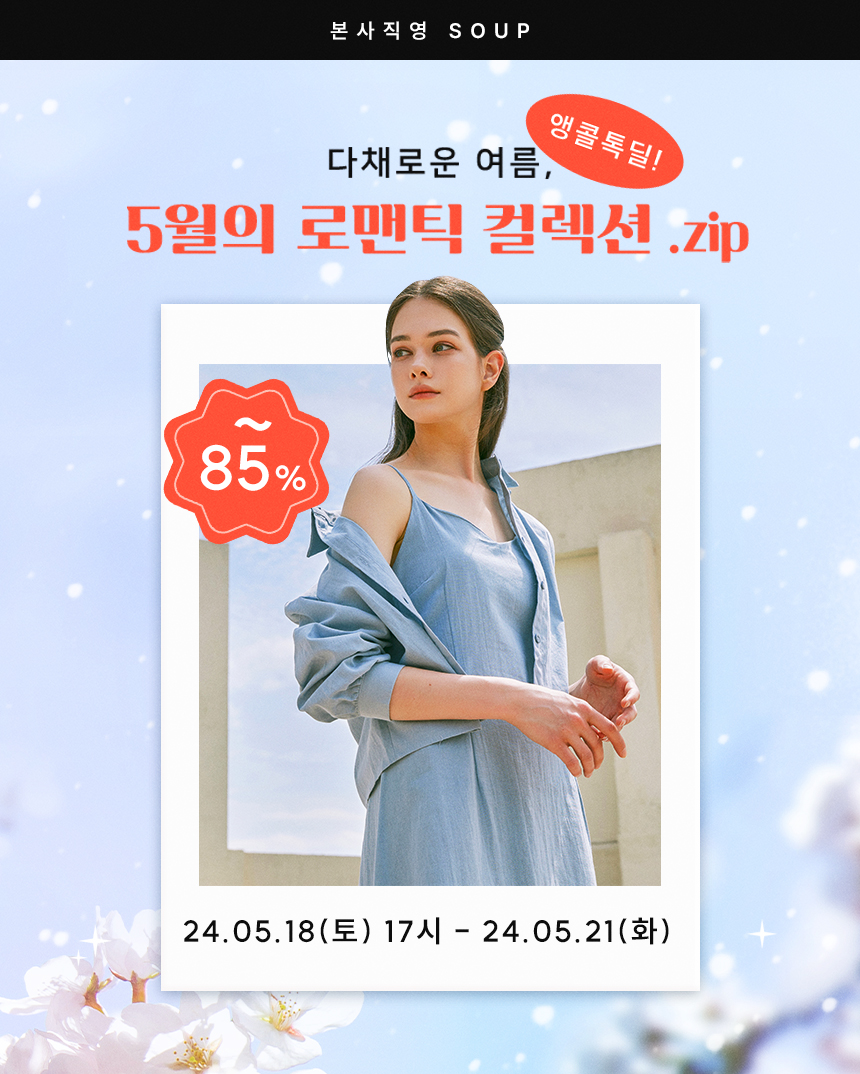 본사직영 SOUP
앵콜톡딜!
다채로운 여름,
5월의 로맨틱 컬렉션 .zip
~
85%
24.05.18(토) 17시 - 24.05.21(화)